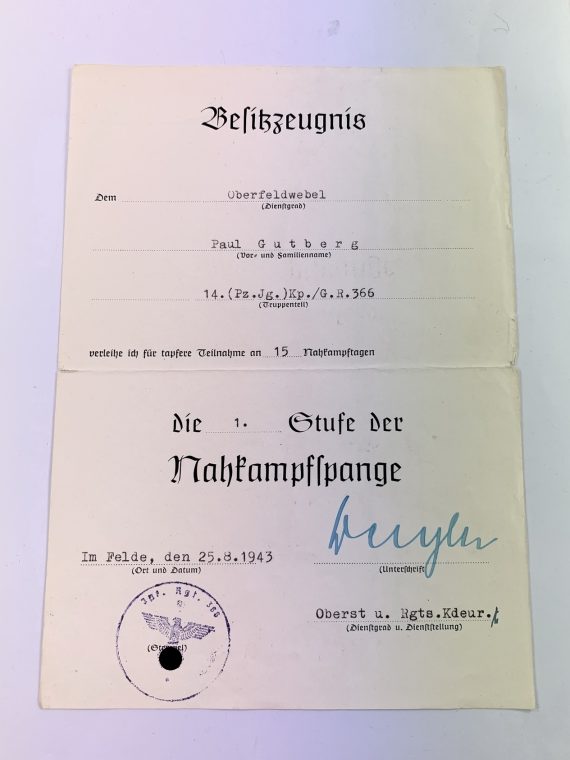 Besitzzeugnis
Dem Oberfeldwebel
(Dienstgrad)
Paul Gutberg
(Vor- und Familienname)
14.(Pz.Jg.)Kp./G.R.366
(Truppenteil)
verleihe ich für tapfere Teilnahme an 15 Nahkampftagen
die 1. Stufe der
Nahkampfspange
Im Felde, den 25.8.1943
(Ort und Datum)
(Unterschrift)
Oberst u. Rgts.Kdeur.
(Dienstgrad u. Dienststellung)
Rgt.
(Stempel)